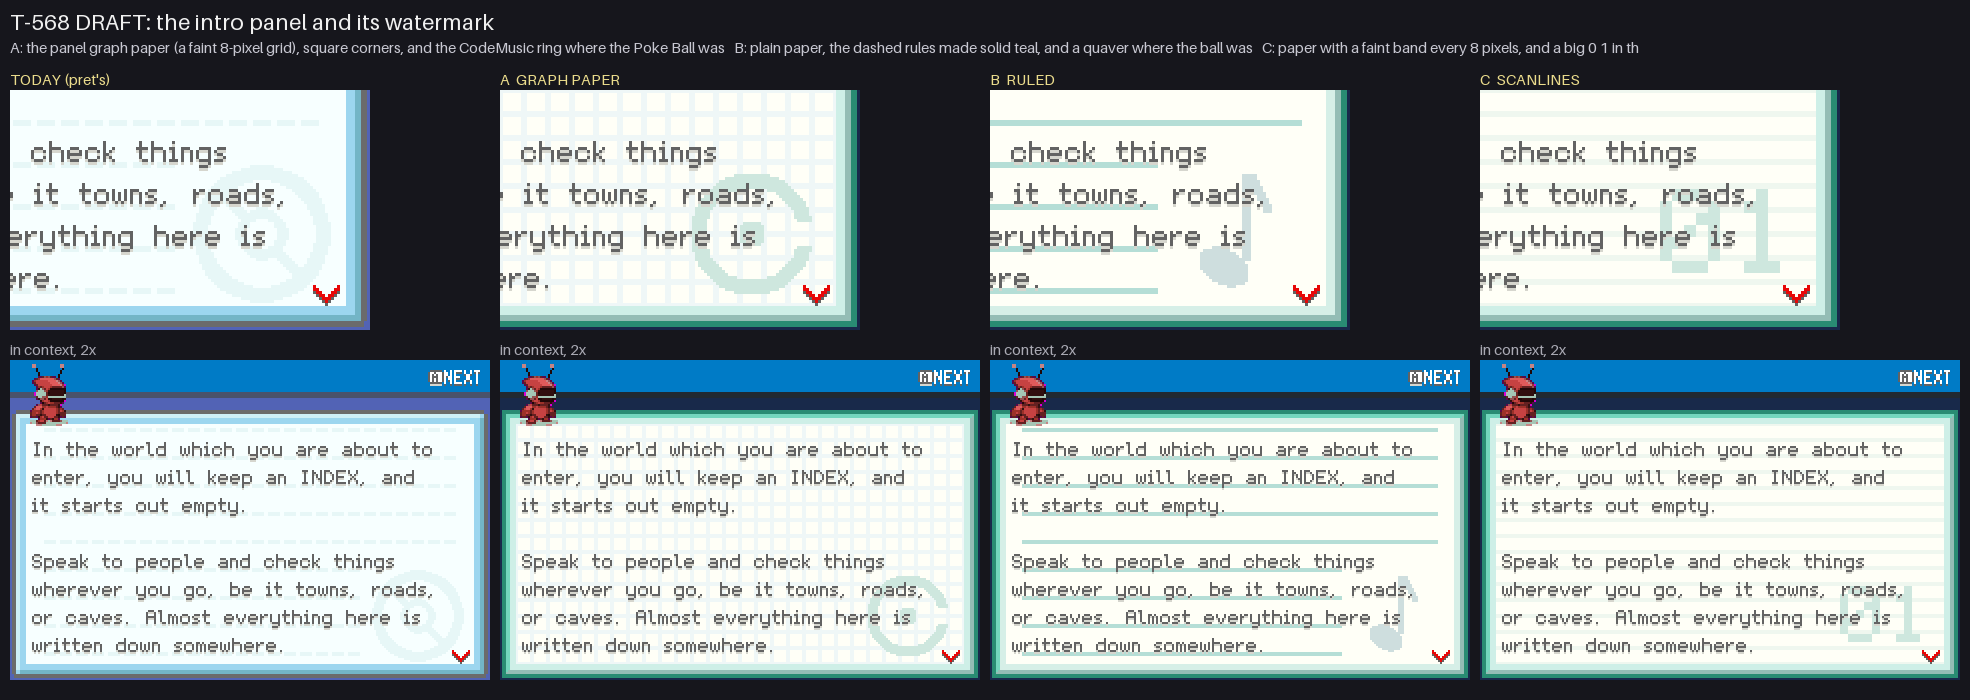 T-568 DRAFT: the intro panel and its watermark
A: the panel graph paper (a faint 8-pixel grid), square corners, and the CodeMusic ring where the Poke Ball was B: plain paper, the dashed rules made solid teal, and a quaver where the ball was C: paper with a faint band every 8 pixels, and a big 0 1 in th
TODAY (pret's)
A GRAPH PAPER
B RULED
C SCANLINES
check things
it towns, roads,
erything here is
ere.
check things
it towns, roads,
erything here is
ere.
check things
it towns, roads,
erything here is
ere.
check things
it towns, roads,
erything here is
ere.
01
in context, 2x
in context, 2x
in context, 2x
in context, 2x
NEXT
In the world which you are about to
enter, you will keep an INDEX, and
it starts out empty.
Speak to people and check things
wherever you go, be it towns, roads,
or caves. Almost everything here is
written down somewhere.
NEXT
In the world which you are about to
enter, you will keep an INDEX, and
it starts out empty.
Speak to people and check things
wherever you go, be it towns, roads,
or caves. Almost everything here is
written down somewhere.
NEXT
In the world which you are about to
enter, you will keep an INDEX, and
it starts out empty.
Speak to people and check things
wherever you go, be it towns, roads,
or caves. Almost everything here is
written down somewhere.
NEXT
In the world which you are about to
enter, you will keep an INDEX, and
it starts out empty.
Speak to people and check things
wherever you go, be it towns, roads,
or caves. Almost everything here is
written down somewhere.
01